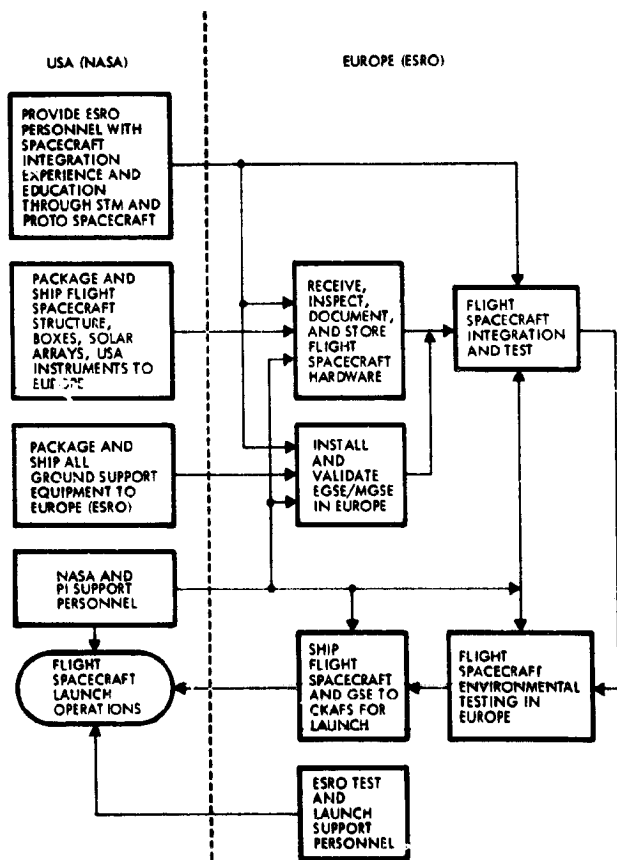 USA (NASA)
EUROPE (ESRO)
PROVIDE ESRO
PERSONNEL WITH
SPACECRAFT
INTEGRATION
EXPERIENCE AND
EDUCATION
THROUGH STM AND
PROTO SPACECRAFT
PACKAGE AND
SHIP FLIGHT
SPACECRAFT
STRUCTURE,
BOXES, SOLAR
ARRAYS, USA
INSTRUMENTS TO
EUROPE
RECEIVE,
INSPECT,
DOCUMENT,
AND STORE
FLIGHT
SPACECRAFT
HARDWARE
FLIGHT
SPACECRAFT
INTEGRATION
AND TEST
PACKAGE AND
SHIP ALL
GROUND SUPPORT
EQUIPMENT TO
EUROPE (ESRO)
INSTALL
AND
VALIDATE
EGSE/MGSE
IN EUROPE
NASA AND
PI SUPPORT
PERSONNEL
FLIGHT
SPACECRAFT
LAUNCH
OPERATIONS
SHIP
FLIGHT
SPACECRAFT
AND GSE TO
CKAFS FOR
LAUNCH
FLIGHT
SPACECRAFT
ENVIRONMENTAL
TESTING IN
EUROPE
ESRO TEST
AND
LAUNCH
SUPPORT
PERSONNEL